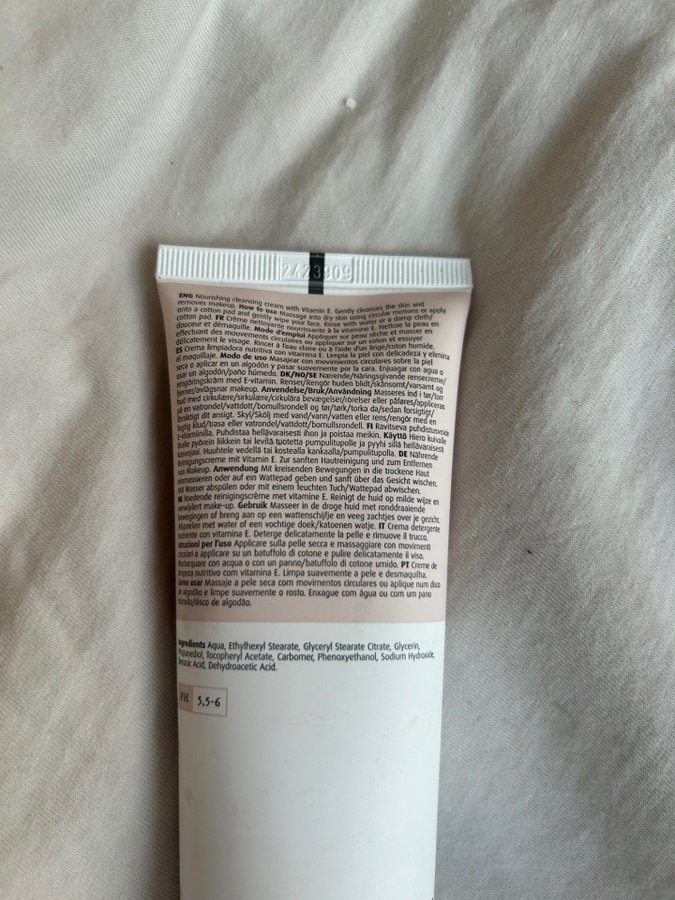 2423909
ENG Nourishing cleansing cream with Vitamin E. Gently cleanses the skin and
removes makeup. How to use Massage into dry skin using circular motions or apply
onto a cotton pad and gently wipe your face. Rinse with water or a damp cloth/
cotton pad. FR Crème nettoyante nourissante à la vitamine E. Nettoie la peau en
douceur et démaquille. Mode d'emploi Appliquer sur peau sèche et masser en
effectuant des mouvements circulaires ou appliquer sur un coton et essuyer
délicatement le visage. Rincer à l'eau claire ou à l'aide d'un linge/coton humide.
ES Crema limpiadora nutritiva con vitamina E. Limpia la piel con delicadeza y elimina
el maquillaje. Modo de uso Masajear con movimientos circulares sobre la piel
seca o aplicar en un algodón y pasar suavemente por la cara. Enjuagar con agua o
usar un algodón/paño húmedo. DK/NO/SE Nærende/Näringsgivande rensecreme/
rengöringskräm med E-vitamin. Renser/Rengör huden blidt/skånsomt/varsamt og
fjerner/avlägsnar makeup. Anvendelse/Bruk/Användning Masseres ind i tør/torr
hud med cirkulære/sirkulære/cirkulära bevægelser/rörelser eller påføres/appliceras
på en vatrondel/vattdott/bomullsrondell og tør/tørk/torka da/sedan forsigtigt/
forsiktigt dit ansigt. Skyl/Skölj med vand/vann/vatten eller rens/rengör med en
fugtig klud/trasa eller vatrondel/vattdott/bomullsrondell. FI Ravitseva puhdistusvoide
E-vitamiinilla. Puhdistaa hellävaraisesti ihon ja poistaa meikin. Käyttö Hiero kuivalle
iholle pyörein liikkein tai levitä tuotetta pumpulitupolle ja pyyhi sillä hellävaraisesti
kasvojasi. Huuhtele vedellä tai kostealla kankaalla/pumpulitupolla. DE Nährende
Reinigungscreme mit Vitamin E. Zur sanften Hautreinigung und zum Entfernen
von Makeup. Anwendung Mit kreisenden Bewegungen in die trockene Haut
einmassieren oder auf ein Wattepad geben und sanft über das Gesicht wischen.
Mit Wasser abspülen oder mit einem feuchten Tuch/Wattepad abwischen.
NL Voedende reinigingscrème met vitamine E. Reinigt de huid op milde wijze en
verwijdert make-up. Gebruik Masseer in de droge huid met ronddraaiende
bewegingen of breng aan op een wattenschijfje en veeg zachtjes over je gezicht.
Afspoelen met water of een vochtige doek/katoenen watje. IT Crema detergente
nutriente con vitamina E. Deterge delicatamente la pelle e rimuove il trucco.
Istruzioni per l'uso Applicare sulla pelle secca e massaggiare con movimenti
circolari o applicare su un batuffolo di cotone e pulire delicatamente il viso.
Risciacquare con acqua o con un panno/batuffolo di cotone umido. PT Creme de
limpeza nutritivo com vitamina E. Limpa suavemente a pele e desmaquilha.
Como usar Massaje a pele seca com movimentos circulares ou aplique num disco
de algodão e limpe suavemente o rosto. Enxague com água ou com um pano
húmido/disco de algodão.
Ingredients Aqua, Ethylhexyl Stearate, Glyceryl Stearate Citrate, Glycerin,
Propanediol, Tocopheryl Acetate, Carbomer, Phenoxyethanol, Sodium Hydroxide,
Benzoic Acid, Dehydroacetic Acid.
PH 5,5-6